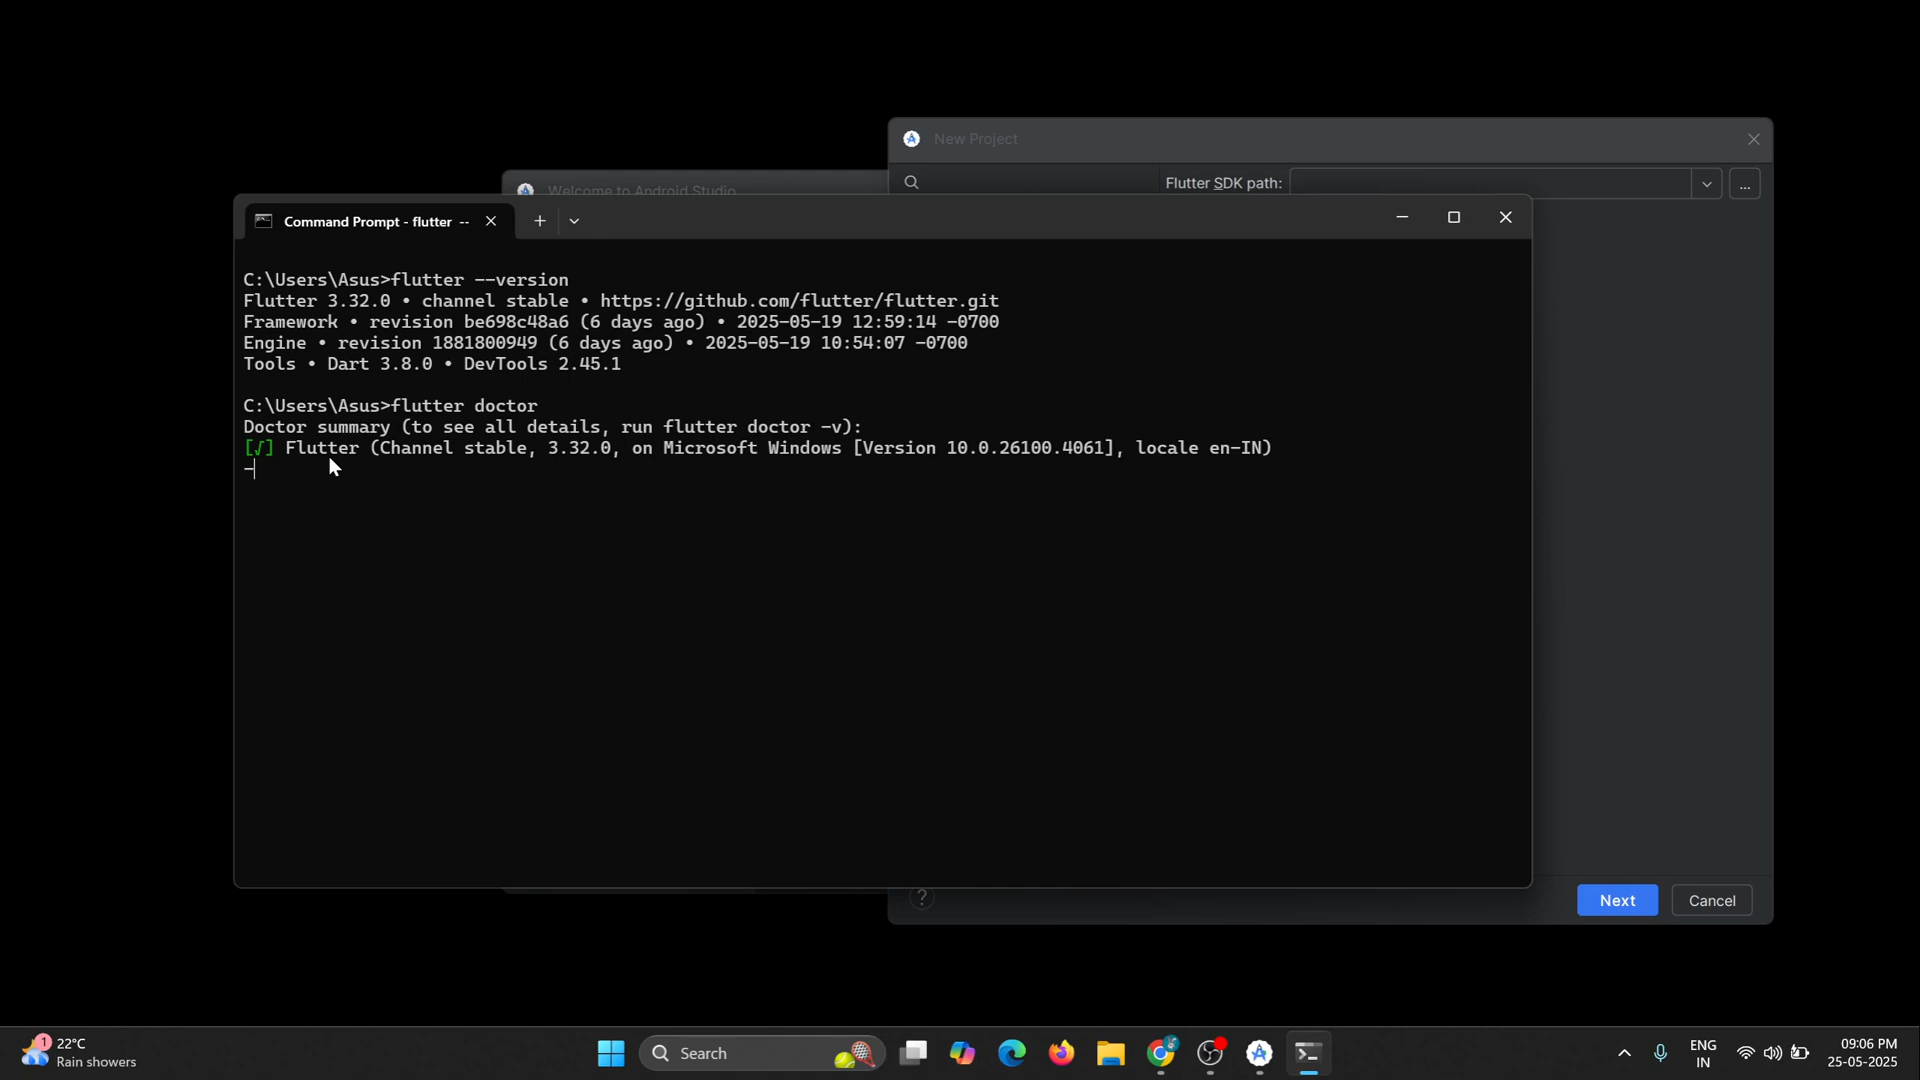 New Project
Flutter SDK path:
...
Welcome to Android Studio
Command Prompt - flutter --
C:\Users\Asus>flutter --version
Flutter 3.32.0 • channel stable • https://github.com/flutter/flutter.git
Framework • revision be698c48a6 (6 days ago) • 2025-05-19 12:59:14 -0700
Engine • revision 1881800949 (6 days ago) • 2025-05-19 10:54:07 -0700
Tools • Dart 3.8.0 • DevTools 2.45.1
C:\Users\Asus>flutter doctor
Doctor summary (to see all details, run flutter doctor -v):
[√] Flutter (Channel stable, 3.32.0, on Microsoft Windows [Version 10.0.26100.4061], locale en-IN)
-
?
Next
Cancel
1
22°C
Rain showers
Search
ENG
IN
09:06 PM
25-05-2025